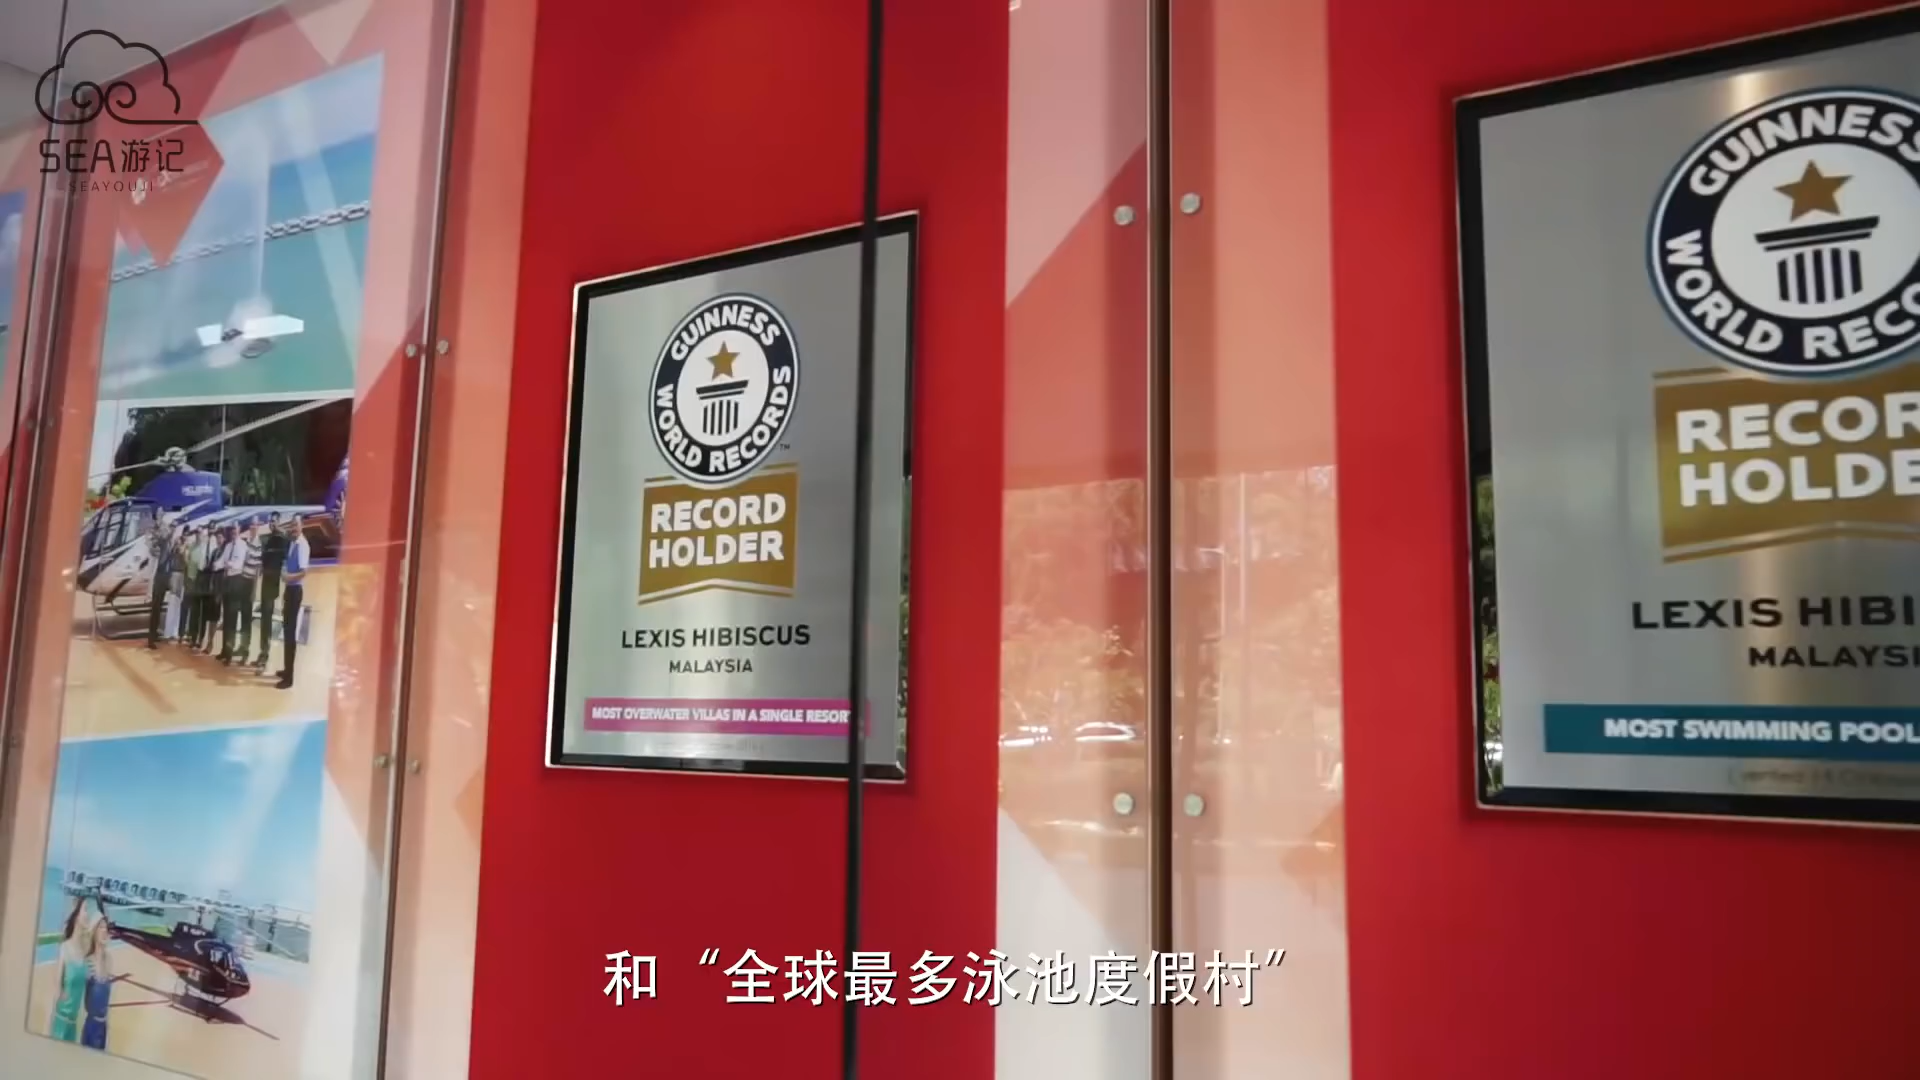 SEA游记
SEAYOUJI
GUINNESS
WORLD RECORDS
RECORD
HOLDER
LEXIS HIBISCUS
MALAYSIA
MOST OVERWATER VILLAS IN A SINGLE RESORT
GUINNESS
WORLD RECO
RECOR
HOLDE
LEXIS HIBI
MALAYSI
MOST SWIMMING POOL
和“全球最多泳池度假村”